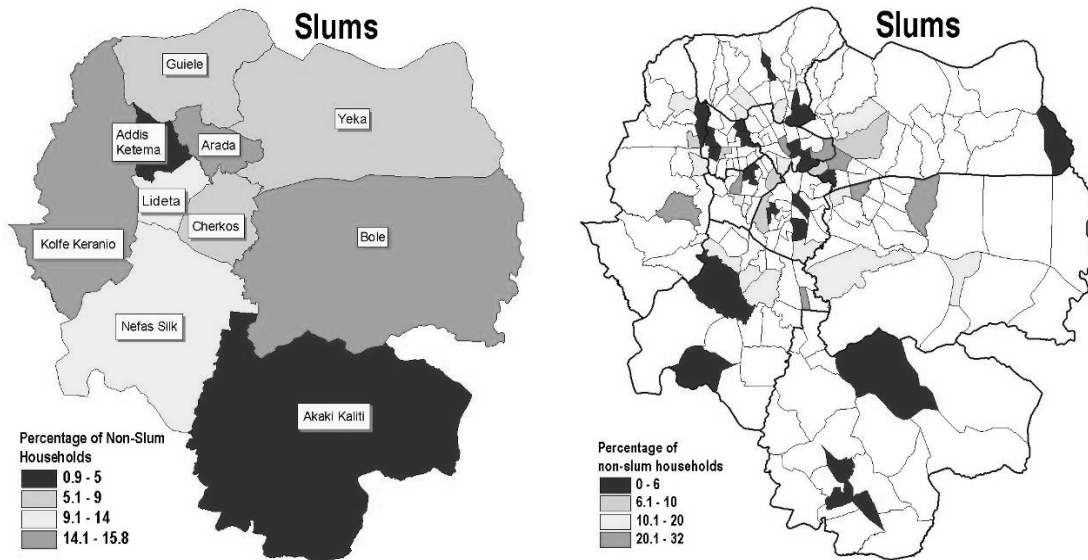 Slums
Guiele
Yeka
Addis
Ketema
Arada
Lideta
Cherkos
Kolfe Keranio
Bole
Nefas Silk
Akaki Kaliti
Percentage of Non-Slum
Households
0.9 - 5
5.1 - 9
9.1 - 14
14.1 - 15.8
Slums
Percentage of
non-slum households
0 - 6
6.1 - 10
10.1 - 20
20.1 - 32